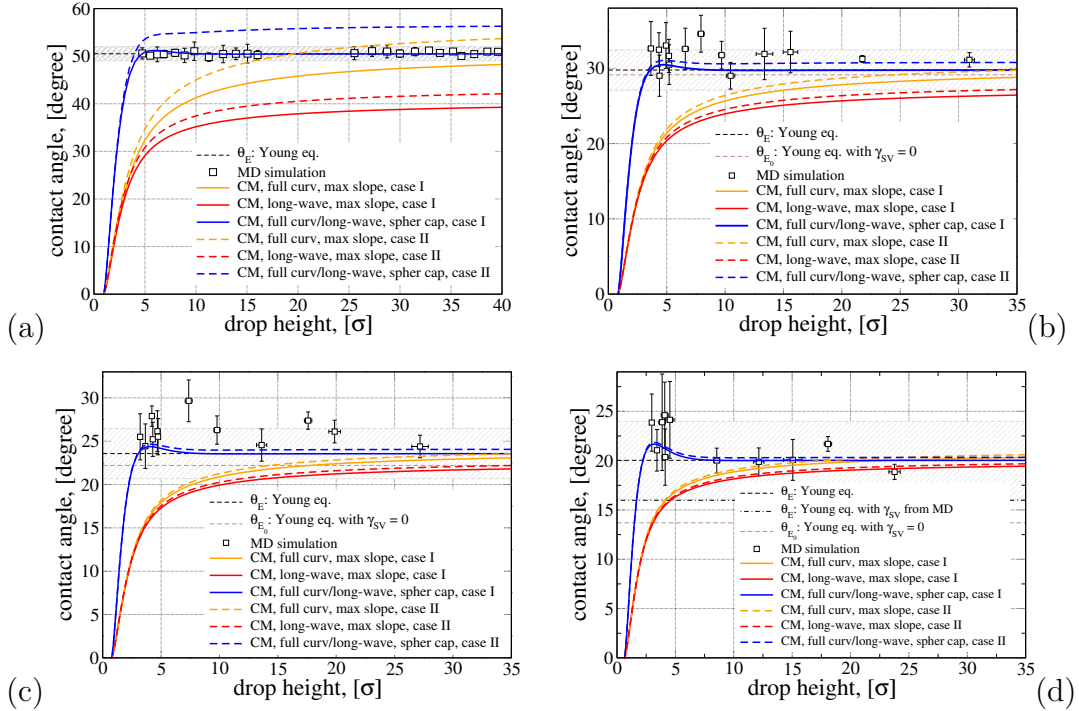 60
50
40
30
20
10
0
contact angle, [degree]
θE: Young eq.
MD simulation
CM, full curv, max slope, case I
CM, long-wave, max slope, case I
CM, full curv/long-wave, spher cap, case I
CM, full curv, max slope, case II
CM, long-wave, max slope, case II
CM, full curv/long-wave, spher cap, case II
0 5 10 15 20 25 30 35 40
drop height, [σ]
(a)
30
20
10
0
contact angle, [degree]
θE: Young eq.
θE0: Young eq. with γSV = 0
MD simulation
CM, full curv, max slope, case I
CM, long-wave, max slope, case I
CM, full curv/long-wave, spher cap, case I
CM, full curv, max slope, case II
CM, long-wave, max slope, case II
CM, full curv/long-wave, spher cap, case II
0 5 10 15 20 25 30 35
drop height, [σ]
(b)
30
25
20
15
10
5
0
contact angle, [degree]
θE: Young eq.
θE0: Young eq. with γSV = 0
MD simulation
CM, full curv, max slope, case I
CM, long-wave, max slope, case I
CM, full curv/long-wave, spher cap, case I
CM, full curv, max slope, case II
CM, long-wave, max slope, case II
CM, full curv/long-wave, spher cap, case II
0 5 10 15 20 25 30 35
drop height, [σ]
(c)
25
20
15
10
5
0
contact angle, [degree]
θE: Young eq.
θE: Young eq. with γSV from MD
θE0: Young eq. with γSV = 0
MD simulation
CM, full curv, max slope, case I
CM, long-wave, max slope, case I
CM, full curv/long-wave, spher cap, case I
CM, full curv, max slope, case II
CM, long-wave, max slope, case II
CM, full curv/long-wave, spher cap, case II
0 5 10 15 20 25 30 35
drop height, [σ]
(d)